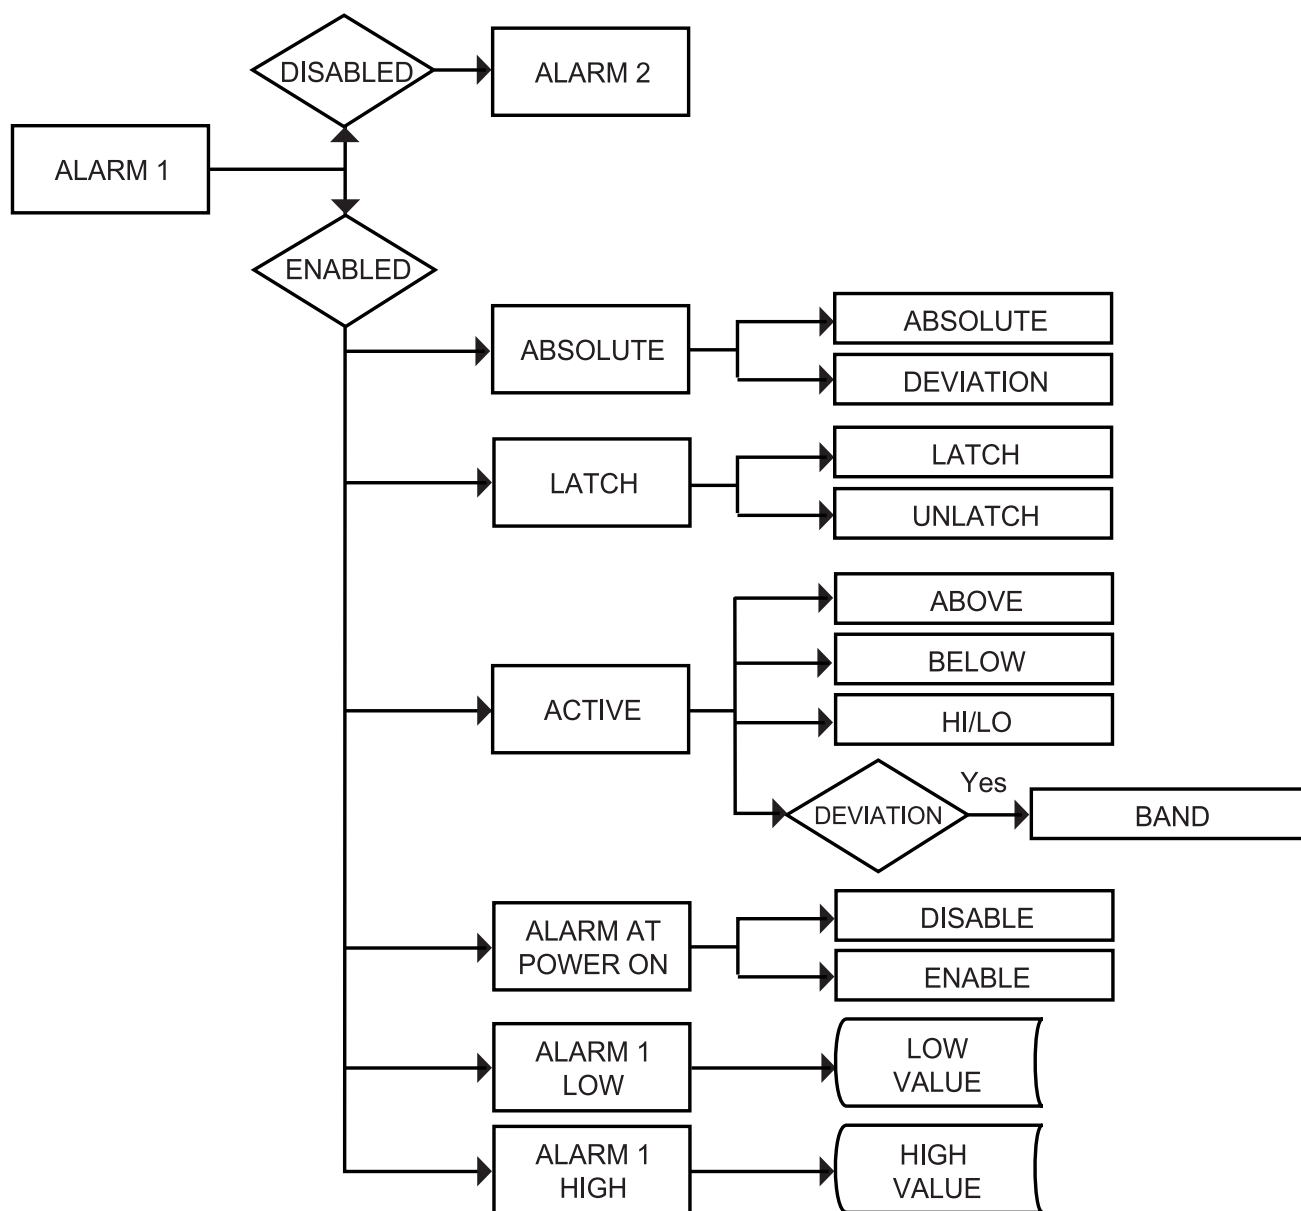 DISABLED
ALARM 2
ALARM 1
ENABLED
ABSOLUTE
ABSOLUTE
DEVIATION
LATCH
LATCH
UNLATCH
ACTIVE
ABOVE
BELOW
HI/LO
DEVIATION
Yes
BAND
ALARM AT
POWER ON
DISABLE
ENABLE
ALARM 1
LOW
LOW
VALUE
ALARM 1
HIGH
HIGH
VALUE